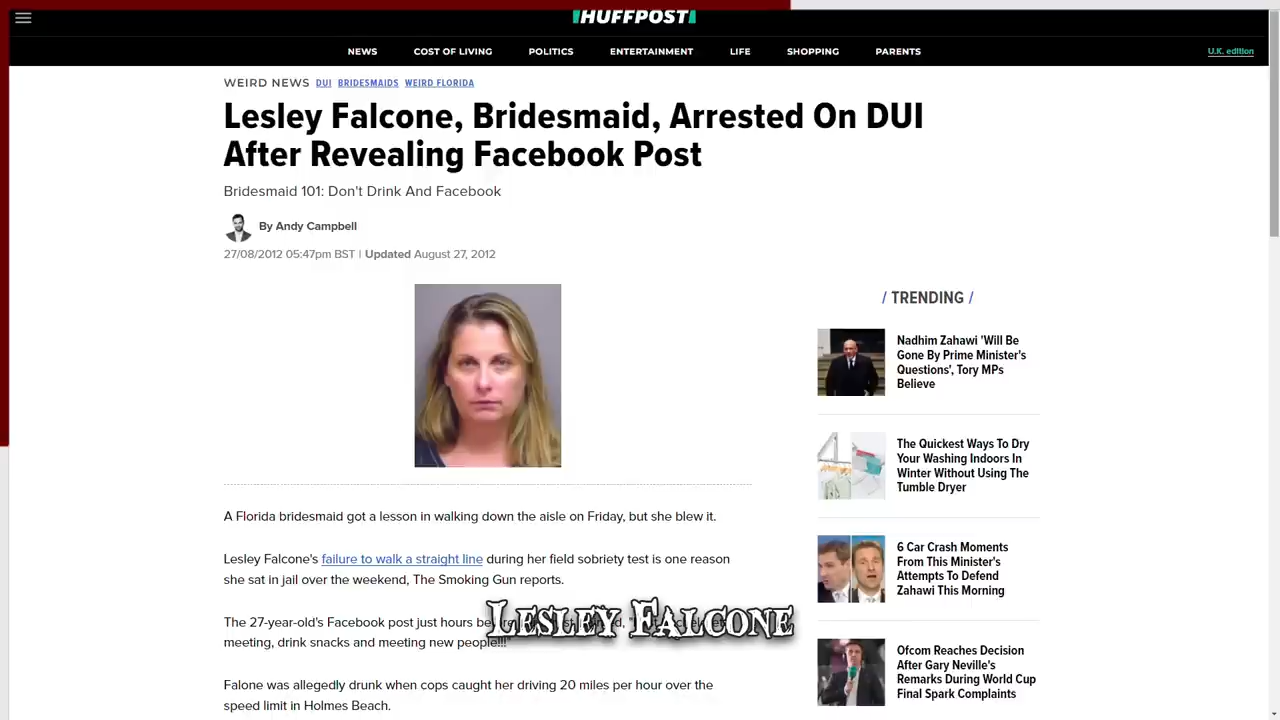 HUFFPOST
NEWS COST OF LIVING POLITICS ENTERTAINMENT LIFE SHOPPING PARENTS U.K. edition
WEIRD NEWS DUI BRIDESMAIDS WEIRD FLORIDA
Lesley Falcone, Bridesmaid, Arrested On DUI
After Revealing Facebook Post
Bridesmaid 101: Don't Drink And Facebook
By Andy Campbell
27/08/2012 05:47pm BST | Updated August 27, 2012
A Florida bridesmaid got a lesson in walking down the aisle on Friday, but she blew it.
Lesley Falcone's failure to walk a straight line during her field sobriety test is one reason
she sat in jail over the weekend, The Smoking Gun reports.
The 27-year-old's Facebook post just hours
meeting, drink snacks and meeting new people!!!
Falone was allegedly drunk when cops caught her driving 20 miles per hour over the
speed limit in Holmes Beach.
Lesley Falcone
/ TRENDING /
Nadhim Zahawi 'Will Be
Gone By Prime Minister's
Questions', Tory MPs
Believe
The Quickest Ways To Dry
Your Washing Indoors In
Winter Without Using The
Tumble Dryer
6 Car Crash Moments
From This Minister's
Attempts To Defend
Zahawi This Morning
Ofcom Reaches Decision
After Gary Neville's
Remarks During World Cup
Final Spark Complaints